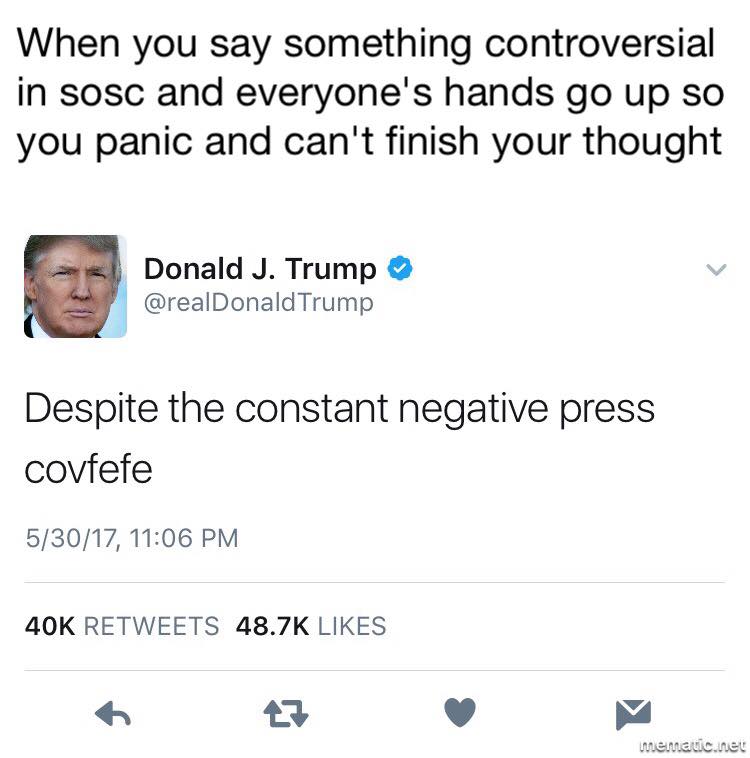 When you say something controversial
in sosc and everyone's hands go up so
you panic and can't finish your thought
Donald J. Trump
@realDonaldTrump
Despite the constant negative press
covfefe
5/30/17, 11:06 PM
40K RETWEETS 48.7K LIKES
mematic.net